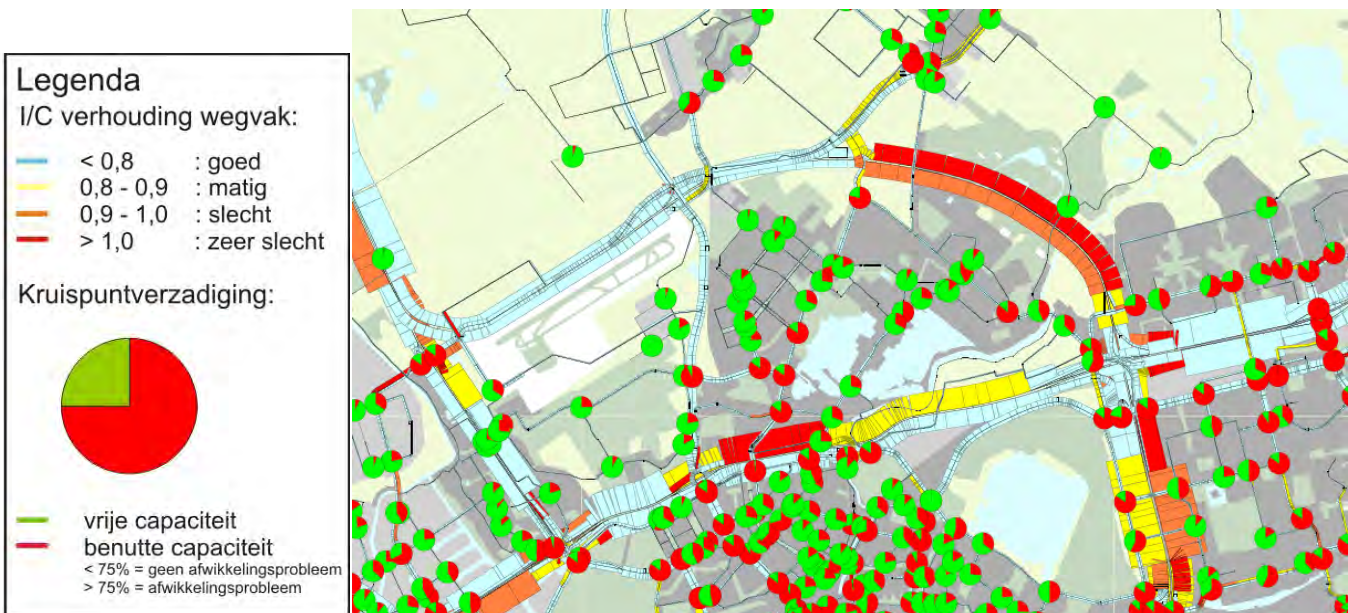 Legenda
I/C verhouding wegvak:
< 0,8 : goed
0,8 - 0,9 : matig
0,9 - 1,0 : slecht
> 1,0 : zeer slecht
Kruispuntverzadiging:
vrije capaciteit
benutte capaciteit
< 75% = geen afwikkelingsprobleem
> 75% = afwikkelingsprobleem